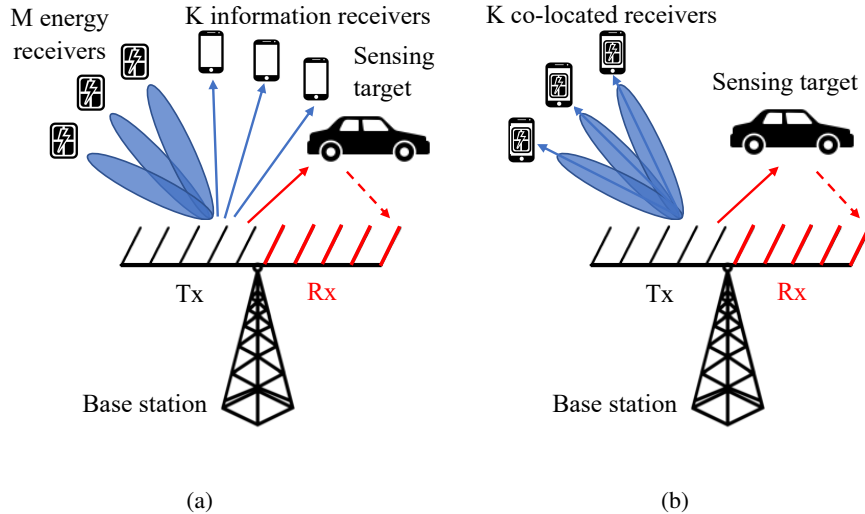 M energy
receivers
K information receivers
Sensing
target
Tx
Rx
Base station
(a)
K co-located receivers
Sensing target
Tx
Rx
Base station
(b)